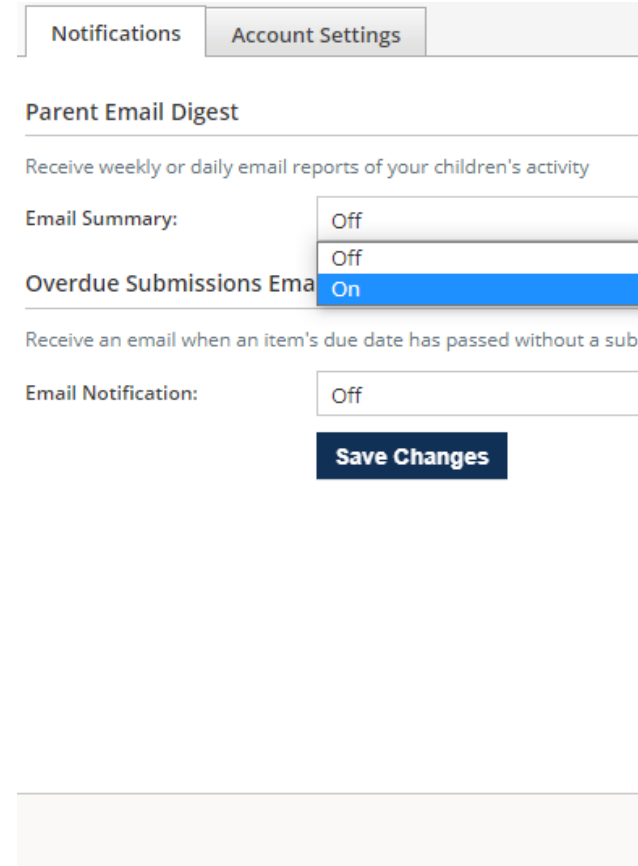 Notifications Account Settings
Parent Email Digest
Receive weekly or daily email reports of your children's activity
Email Summary: Off
Off
Overdue Submissions Ema On
Receive an email when an item's due date has passed without a sub
Email Notification: Off
Save Changes